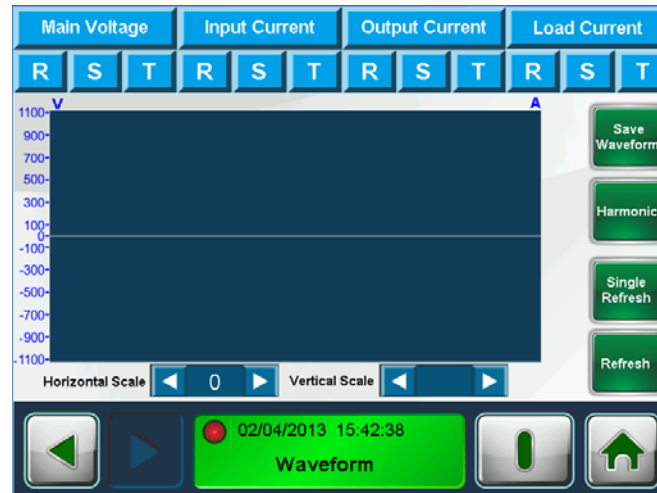 Main Voltage Input Current Output Current Load Current
R S T R S T R S T R S T
V A
1100
900
700
500
300
100
0
-100
-300
-500
-700
-900
-1100
Save
Waveform
Harmonic
Single
Refresh
Refresh
Horizontal Scale 0 Vertical Scale
02/04/2013 15:42:38
Waveform